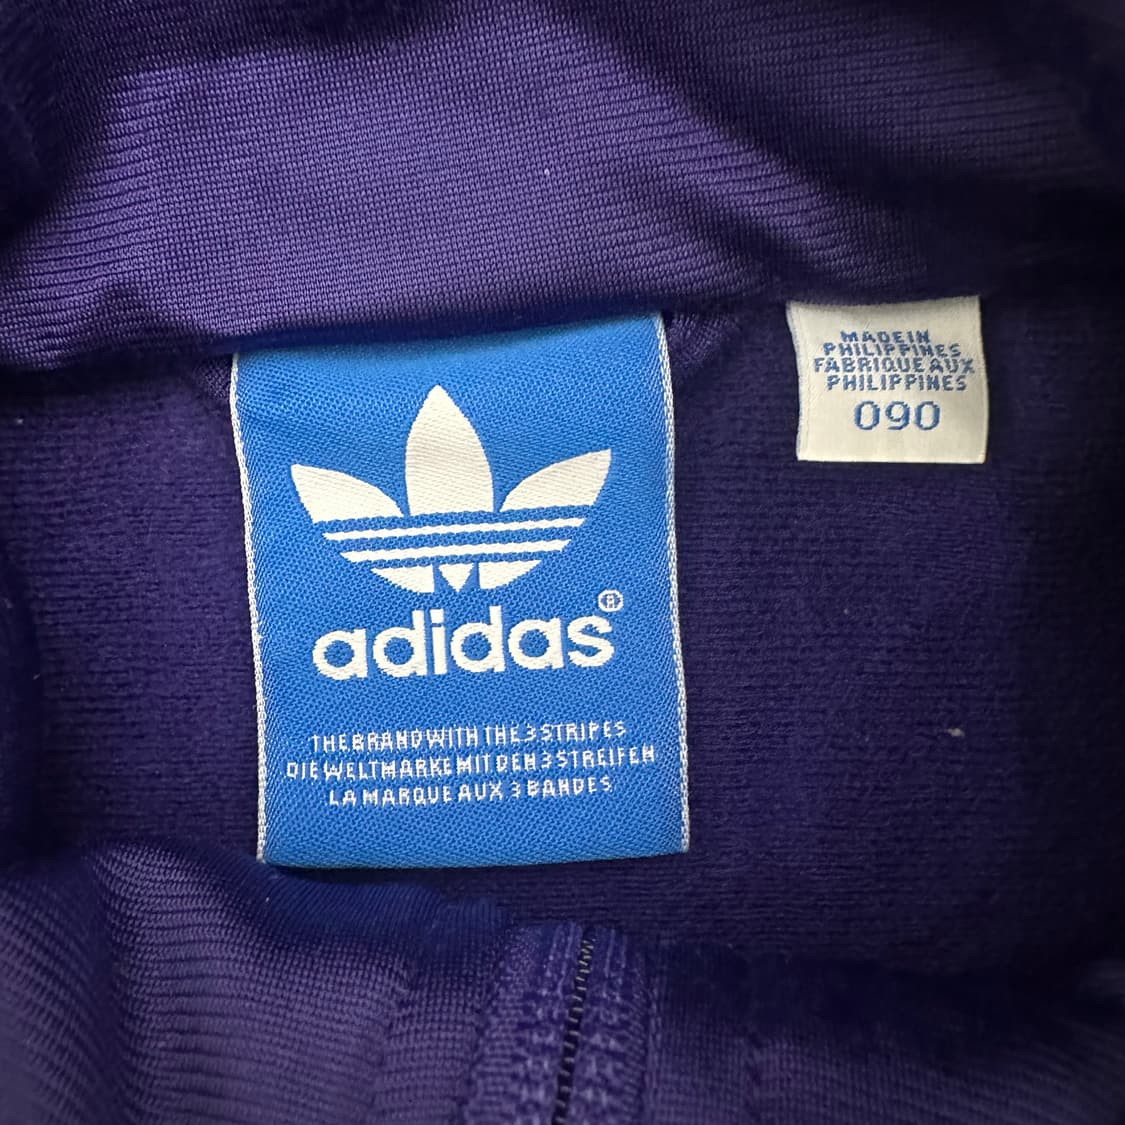 adidas®
THE BRAND WITH THE 3 STRIPES
DIE WELTMARKE MIT DEN 3 STREIFEN
LA MARQUE AUX 3 BANDES
MADE IN
PHILIPPINES
FABRIQUE AUX
PHILIPPINES
090